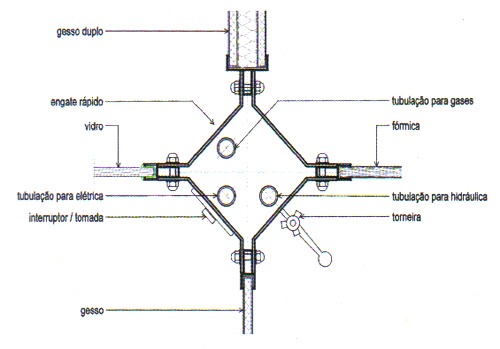 gesso duplo
engate rápido
tubulação para gases
vidro
fórmica
tubulação para elétrica
tubulação para hidráulica
interruptor / tomada
torneira
gesso